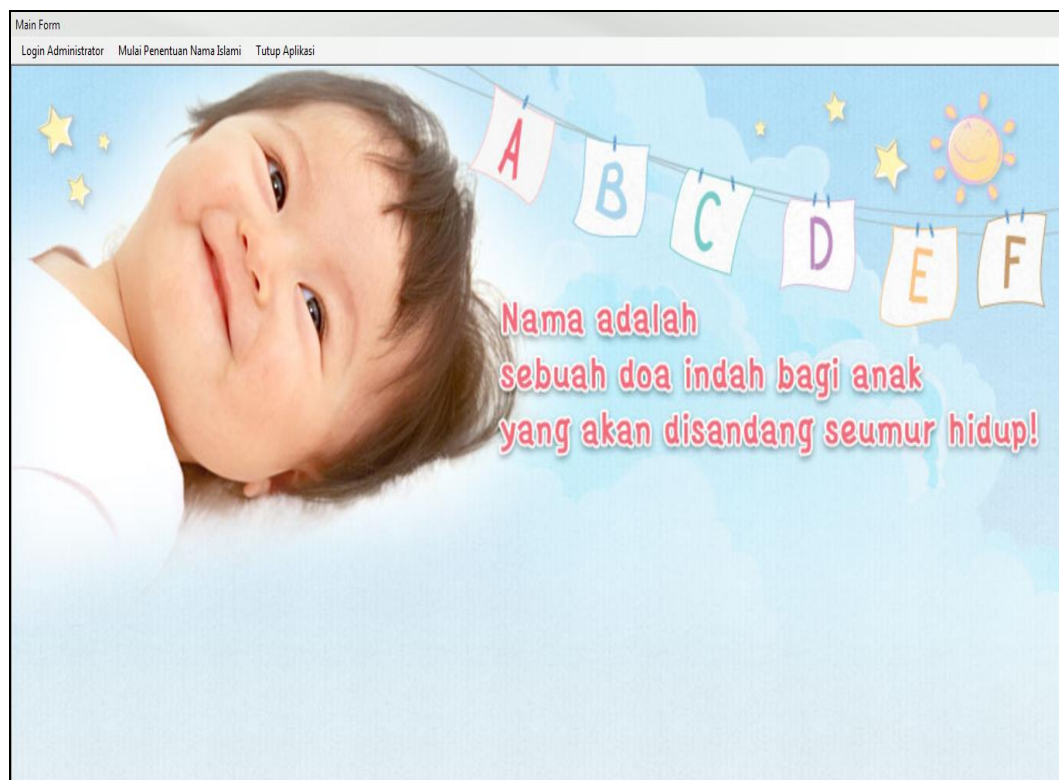 Main Form
Login Administrator Mulai Penentuan Nama Islami Tutup Aplikasi
A B C D E F
Nama adalah
sebuah doa indah bagi anak
yang akan disandang seumur hidup!